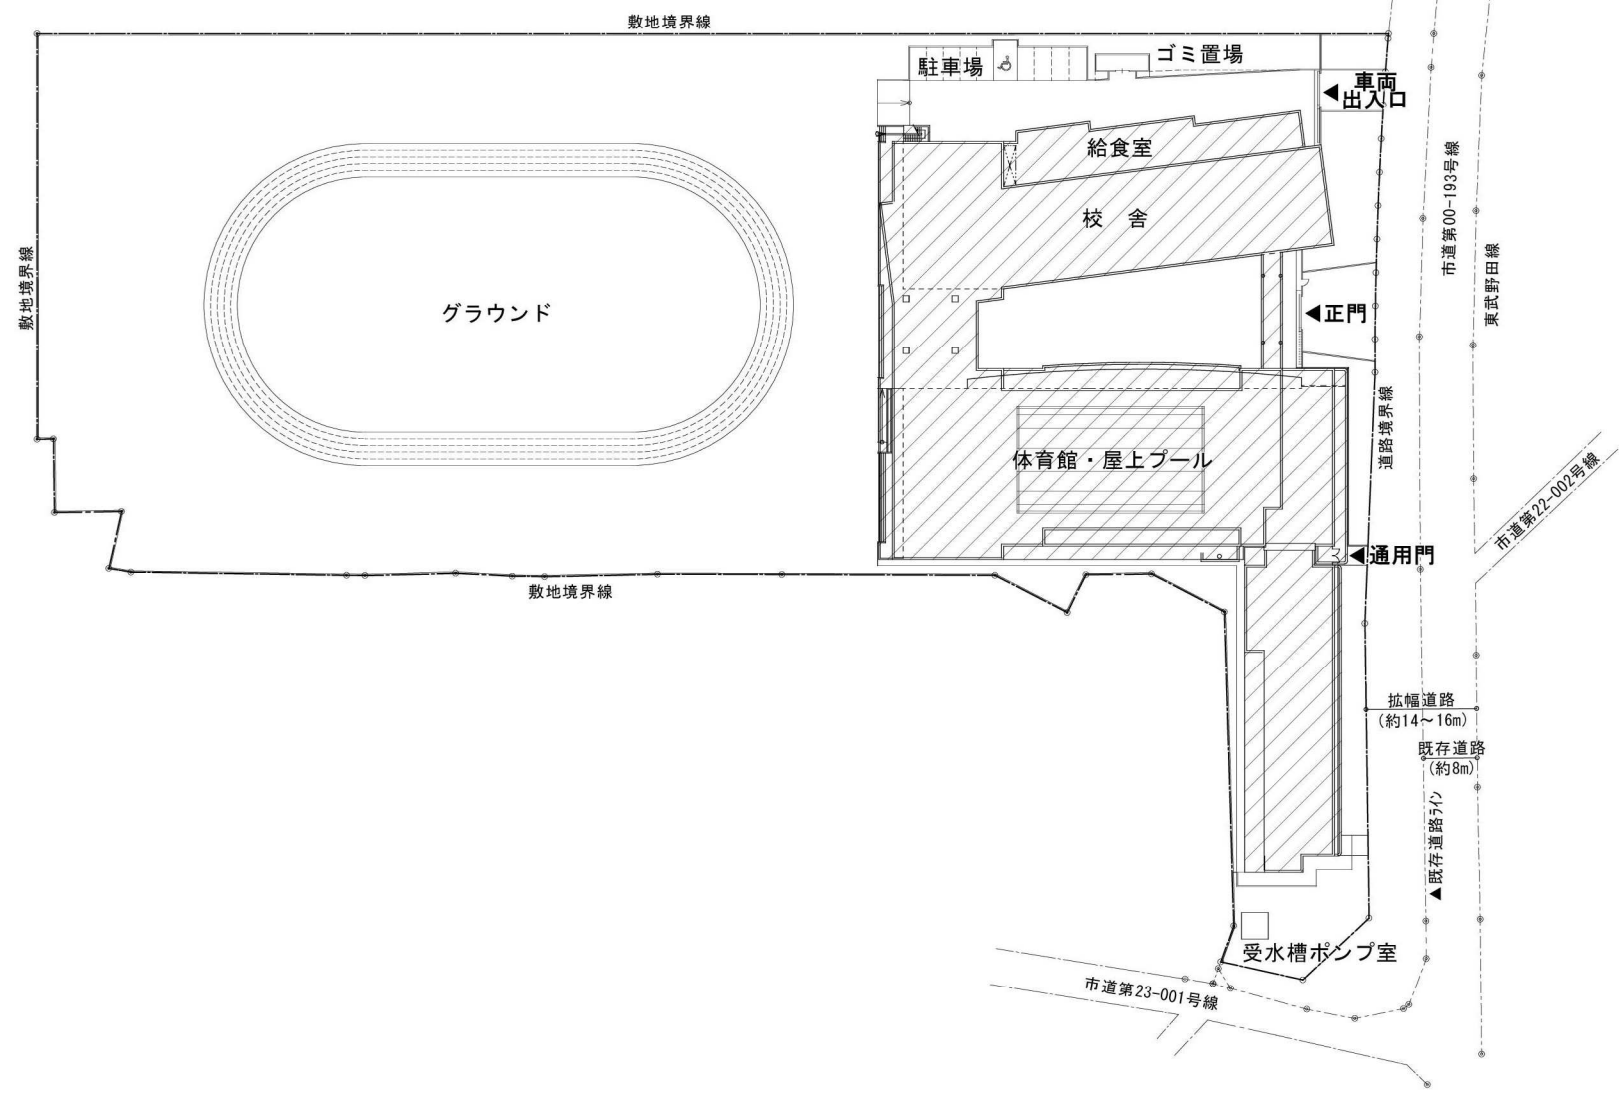 敷地境界線
駐車場
ゴミ置場
車両
出入口
給食室
市道第00-193号線
校 舎
敷地境界線
東武野田線
グラウンド
正門
道路境界線
体育館・屋上プール
市道第22-002号線
通用門
敷地境界線
拡幅道路
(約14～16m)
既存道路
(約8m)
▲既存道路ﾗｲﾝ
受水槽ポンプ室
市道第23-001号線